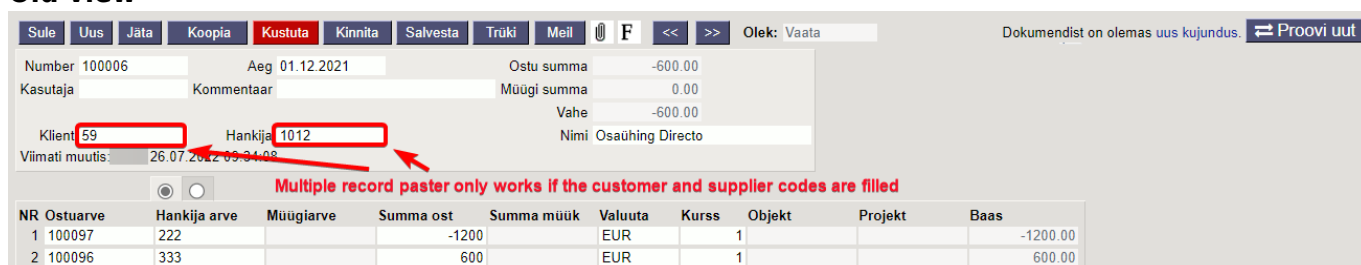 Old View
Sule Uus Jäta Koopia Kustuta Kinnita Salvesta Trüki Meil F << >> Olek: Vaata Dokumendist on olemas uus kujundus. Proovi uut
Number 100006 Aeg 01.12.2021 Ostu summa -600.00
Kasutaja Kommentaar Müügi summa 0.00
Vahe -600.00
Klient 59 Hankija 1012 Nimi Osaühing Directo
Viimati muutis: 26.07.2022 09:34:08
Multiple record paster only works if the customer and supplier codes are filled
NR Ostuarve Hankija arve Müügiarve Summa ost Summa müük Valuuta Kurss Objekt Projekt Baas
1 100097 222 -1200 EUR 1 -1200.00
2 100096 333 600 EUR 1 600.00